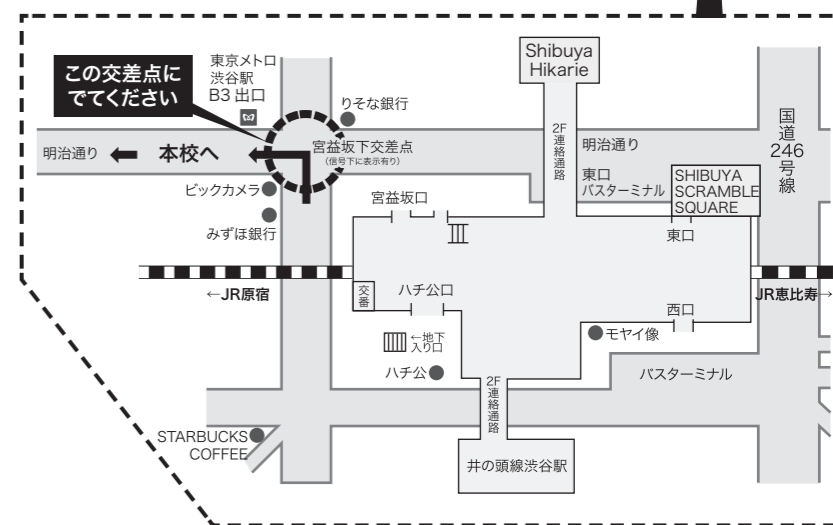 Shibuya
Hikarie
この交差点に
でてください
東京メトロ
渋谷駅
B3 出口
りそな銀行
国道246号線
2F連絡通路
明治通り
本校へ
宮益坂下交差点
(信号下に表示有り)
明治通り
東口
バスターミナル
SHIBUYA
SCRAMBLE
SQUARE
ビックカメラ
宮益坂口
みずほ銀行
東口
←JR原宿
交番
ハチ公口
JR恵比寿→
西口
←地下
入り口
モヤイ像
ハチ公
2F連絡通路
バスターミナル
STARBUCKS
COFFEE
井の頭線渋谷駅